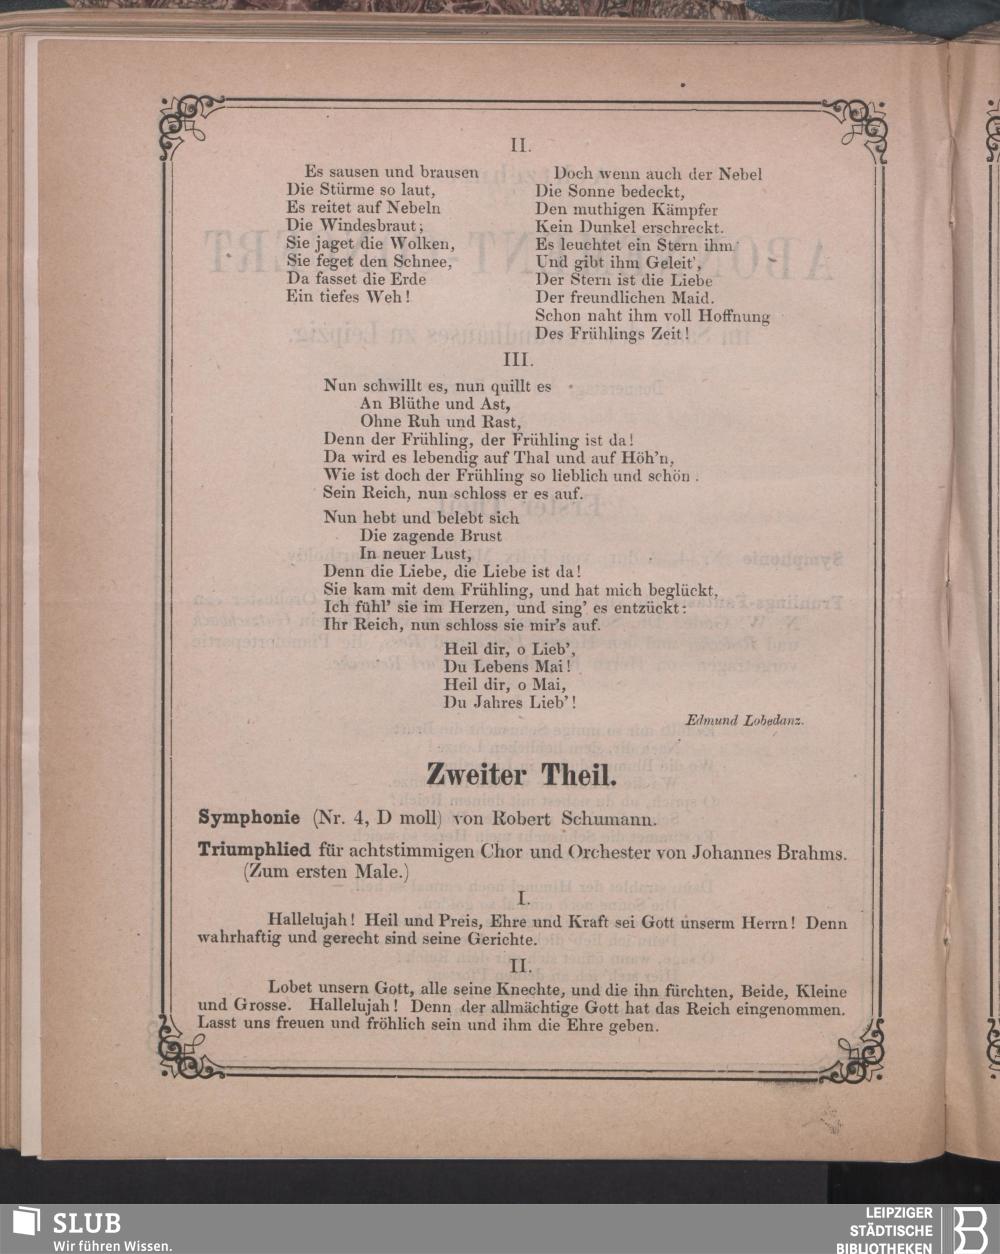 II.
Es sausen und brausen
Die Stürme so laut,
Es reitet auf Nebeln
Die Windesbraut;
Sie jaget die Wolken,
Sie feget den Schnee,
Da fasset die Erde
Ein tiefes Weh!
Doch wenn auch der Nebel
Die Sonne bedeckt,
Den muthigen Kämpfer
Kein Dunkel erschreckt.
Es leuchtet ein Stern ihm
Und gibt ihm Geleit',
Der Stern ist die Liebe
Der freundlichen Maid.
Schon naht ihm voll Hoffnung
Des Frühlings Zeit!
III.
Nun schwillt es, nun quillt es
An Blüthe und Ast,
Ohne Ruh und Rast,
Denn der Frühling, der Frühling ist da!
Da wird es lebendig auf Thal und auf Höh'n,
Wie ist doch der Frühling so lieblich und schön.
Sein Reich, nun schloss er es auf.
Nun hebt und belebt sich
Die zagende Brust
In neuer Lust,
Denn die Liebe, die Liebe ist da!
Sie kam mit dem Frühling, und hat mich beglückt,
Ich fühl' sie im Herzen, und sing' es entzückt:
Ihr Reich, nun schloss sie mir's auf.
Heil dir, o Lieb',
Du Lebens Mai!
Heil dir, o Mai,
Du Jahres Lieb'!
Edmund Lobedanz.
Zweiter Theil.
Symphonie (Nr. 4, D moll) von Robert Schumann.
Triumphlied für achtstimmigen Chor und Orchester von Johannes Brahms.
(Zum ersten Male.)
I.
Hallelujah! Heil und Preis, Ehre und Kraft sei Gott unserm Herrn! Denn
wahrhaftig und gerecht sind seine Gerichte.
II.
Lobet unsern Gott, alle seine Knechte, und die ihn fürchten, Beide, Kleine
und Grosse. Hallelujah! Denn der allmächtige Gott hat das Reich eingenommen.
Lasst uns freuen und fröhlich sein und ihm die Ehre geben.
SLUB
Wir führen Wissen.
LEIPZIGER
STÄDTISCHE
BIBLIOTHEKEN